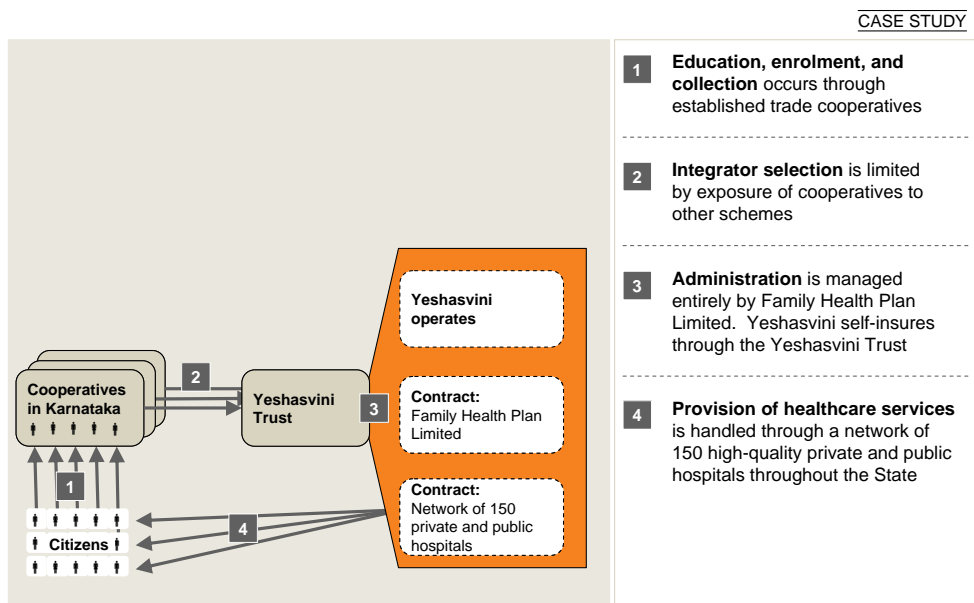 CASE STUDY
Yeshasvini
operates
Cooperatives
in Karnataka
2
Yeshasvini
Trust
3
Contract:
Family Health Plan
Limited
1
Contract:
Network of 150
private and public
hospitals
4
Citizens
1
Education, enrolment, and
collection occurs through
established trade cooperatives
2
Integrator selection is limited
by exposure of cooperatives to
other schemes
3
Administration is managed
entirely by Family Health Plan
Limited. Yeshasvini self-insures
through the Yeshasvini Trust
4
Provision of healthcare services
is handled through a network of
150 high-quality private and public
hospitals throughout the State